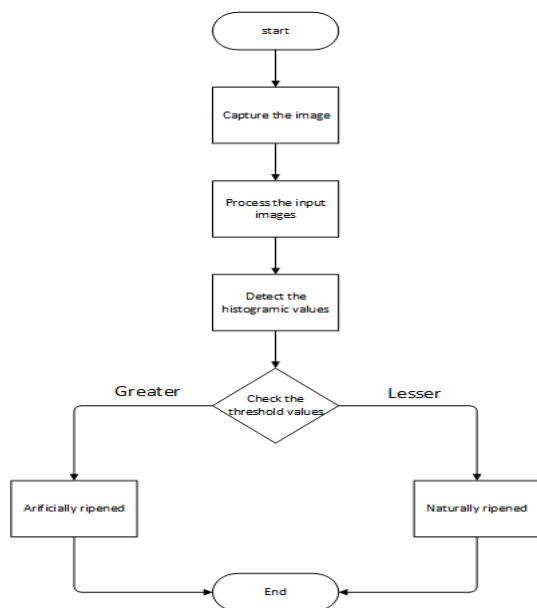 start
Capture the image
Process the input
images
Detect the
histogramic values
Greater
Check the
threshold values
Lesser
Arificially ripened
Naturally ripened
End